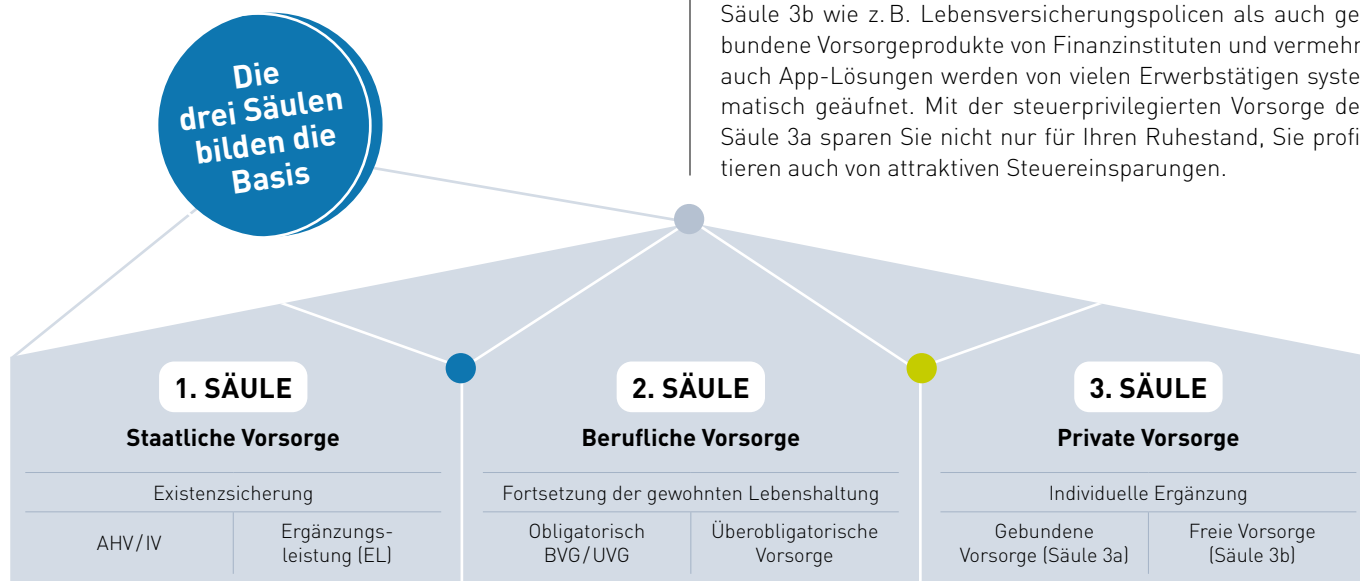 Säule 3b wie z.B. Lebensversicherungspolicen als auch ge
bundene Vorsorgeprodukte von Finanzinstituten und vermehr
auch App-Lösungen werden von vielen Erwerbstätigen syste
matisch geäufnet. Mit der steuerprivilegierten Vorsorge de
Säule 3a sparen Sie nicht nur für Ihren Ruhestand, Sie profi
tieren auch von attraktiven Steuereinsparungen.
Die
drei Säulen
bilden die
Basis
1. SÄULE
Staatliche Vorsorge
Existenzsicherung
AHV/IV
Ergänzungs-
leistung (EL)
2. SÄULE
Berufliche Vorsorge
Fortsetzung der gewohnten Lebenshaltung
Obligatorisch
BVG/UVG
Überobligatorische
Vorsorge
3. SÄULE
Private Vorsorge
Individuelle Ergänzung
Gebundene
Vorsorge (Säule 3a)
Freie Vorsorge
(Säule 3b)